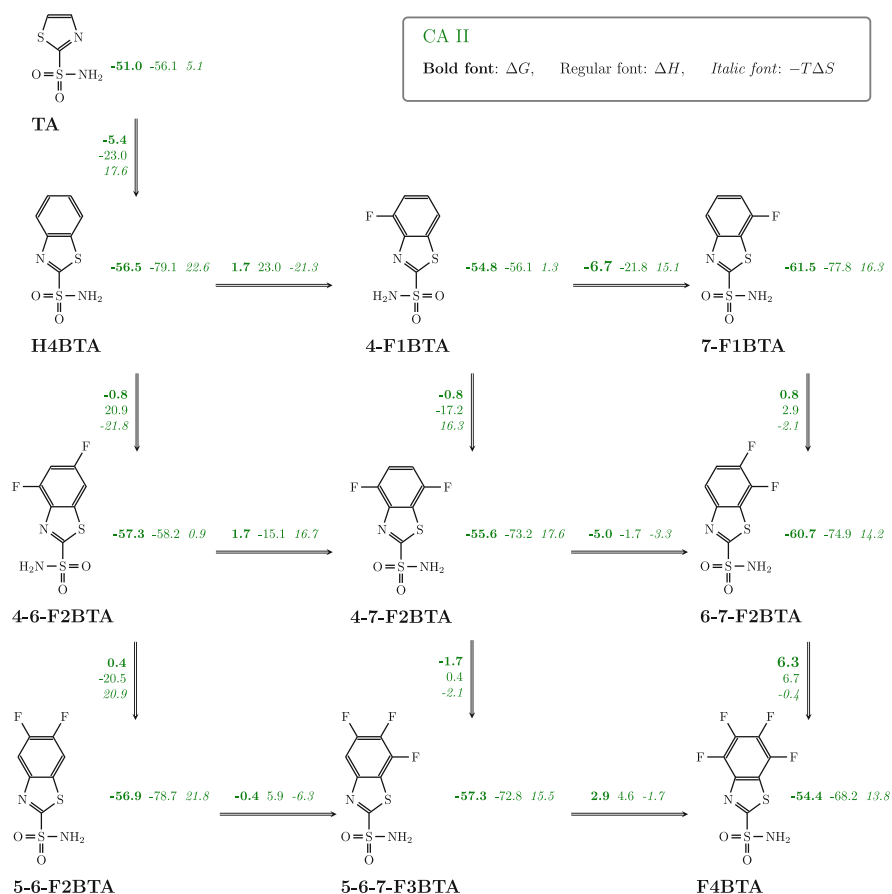 CA II
Bold font: ΔG, Regular font: ΔH, Italic font: −TΔS
S N
O S NH₂
O
-51.0 -56.1 5.1
TA
-5.4
-23.0
17.6
N S
O S NH₂
O
-56.5 -79.1 22.6
H4BTA
1.7 23.0 -21.3
F
N S
H₂N S O
O
-54.8 -56.1 1.3
4-F1BTA
-6.7 -21.8 15.1
F
N S
O S NH₂
O
-61.5 -77.8 16.3
7-F1BTA
-0.8
20.9
-21.8
-0.8
-17.2
16.3
0.8
2.9
-2.1
F
F
N S
H₂N S O
O
-57.3 -58.2 0.9
4-6-F2BTA
1.7 -15.1 16.7
F F
N S
O S NH₂
O
-55.6 -73.2 17.6
4-7-F2BTA
-5.0 -1.7 -3.3
F
F
N S
O S NH₂
O
-60.7 -74.9 14.2
6-7-F2BTA
0.4
-20.5
20.9
-1.7
0.4
-2.1
6.3
6.7
-0.4
F F
N S
O S NH₂
O
-56.9 -78.7 21.8
5-6-F2BTA
-0.4 5.9 -6.3
F F
F
N S
O S NH₂
O
-57.3 -72.8 15.5
5-6-7-F3BTA
2.9 4.6 -1.7
F F
F F
N S
O S NH₂
O
-54.4 -68.2 13.8
F4BTA